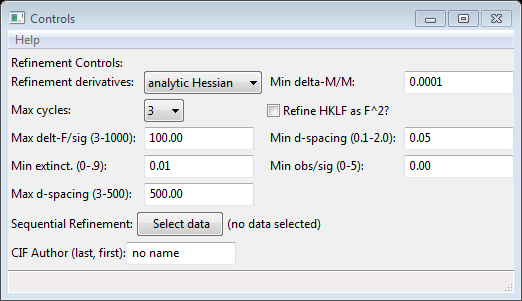 Controls
Help
Refinement Controls:
Refinement derivatives: analytic Hessian Min delta-M/M: 0.0001
Max cycles: 3 Refine HKLF as F^2?
Max delt-F/sig (3-1000): 100.00 Min d-spacing (0.1-2.0): 0.05
Min extinct. (0-.9): 0.01 Min obs/sig (0-5): 0.00
Max d-spacing (3-500): 500.00
Sequential Refinement: Select data (no data selected)
CIF Author (last, first): no name